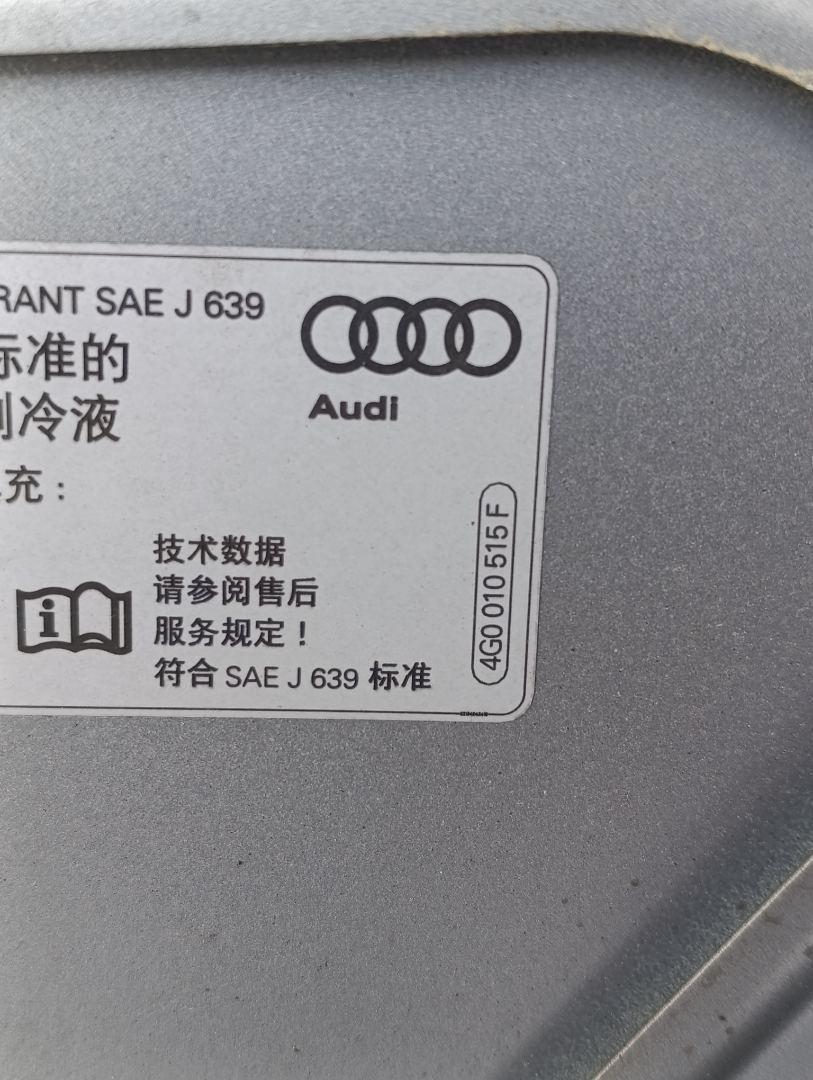 RANT SAE J 639
标准的
制冷液
充：
Audi
技术数据
请参阅售后
服务规定！
符合 SAE J 639 标准
4G0 010 515 F